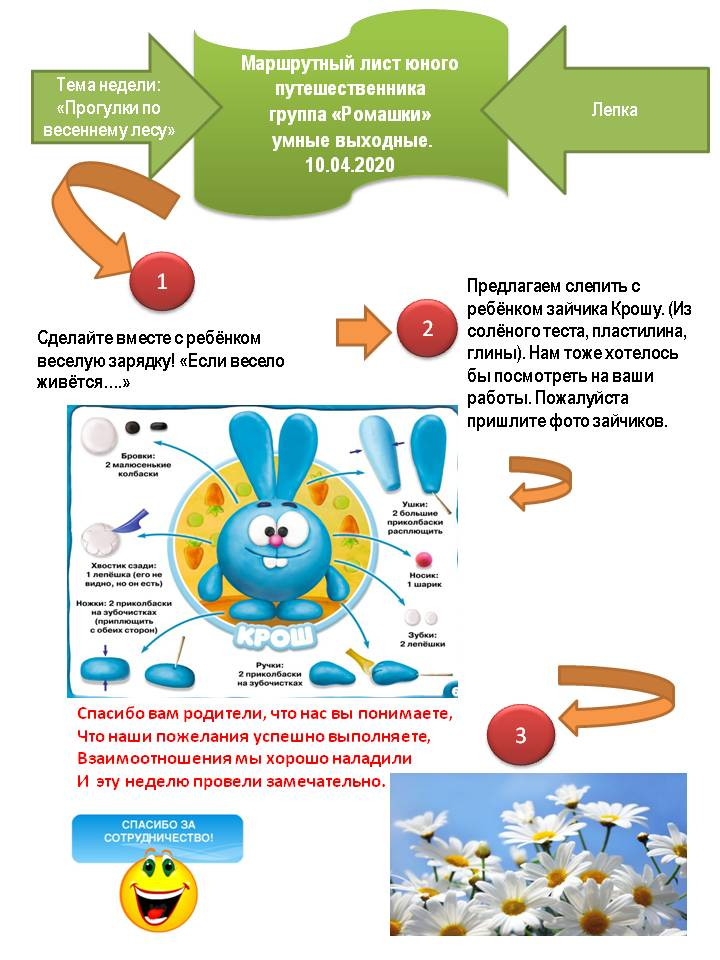 Маршрутный лист юного
путешественника
группа «Ромашки»
умные выходные.
10.04.2020
Тема недели:
«Прогулки по
весеннему лесу»
Лепка
1
Сделайте вместе с ребёнком
веселую зарядку! «Если весело
живётся….»
2
Предлагаем слепить с
ребёнком зайчика Крошу. (Из
солёного теста, пластилина,
глины). Нам тоже хотелось
бы посмотреть на ваши
работы. Пожалуйста
пришлите фото зайчиков.
Бровки:
2 малюсенькие
колбаски
Ушки:
2 большие
приколбаски
расплющить
Хвостик сзади:
1 лепёшка (его не
видно, но он есть)
Носик:
1 шарик
Ножки: 2 приколбаски
на зубочистках
(приплющить
с обеих сторон)
Зубки:
2 лепёшки
КРОШ
Ручки:
2 приколбаски
на зубочистках
Спасибо вам родители, что нас вы понимаете,
Что наши пожелания успешно выполняете,
Взаимоотношения мы хорошо наладили
И эту неделю провели замечательно.
3
СПАСИБО ЗА
СОТРУДНИЧЕСТВО!